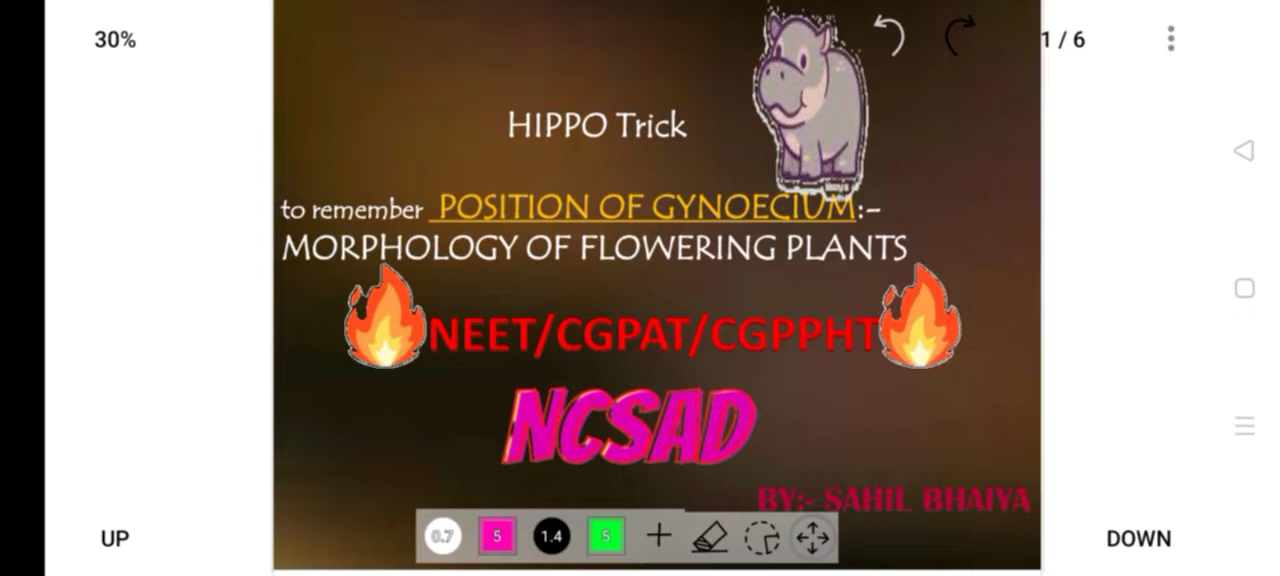 30%
1 / 6
HIPPO Trick
to remember POSITION OF GYNOECIUM:-
MORPHOLOGY OF FLOWERING PLANTS
NEET/CGPAT/CGPPHT
NCSAD
BY:- SAHIL BHAIYA
0.7 5 1.4 5
UP
DOWN